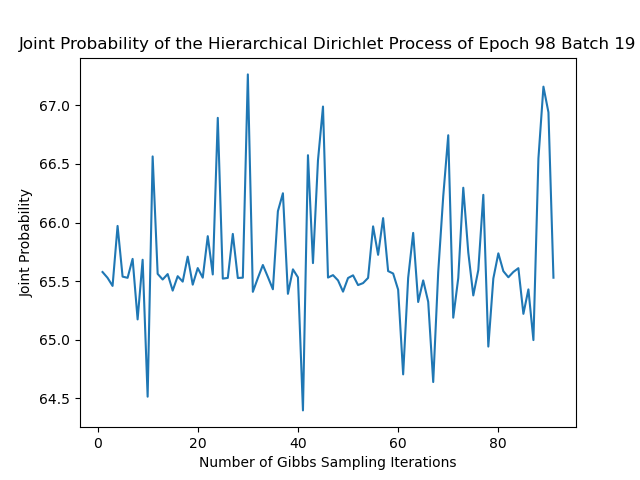 Joint Probability of the Hierarchical Dirichlet Process of Epoch 98 Batch 19
67.0
66.5
66.0
65.5
65.0
64.5
Joint Probability
0 20 40 60 80
Number of Gibbs Sampling Iterations